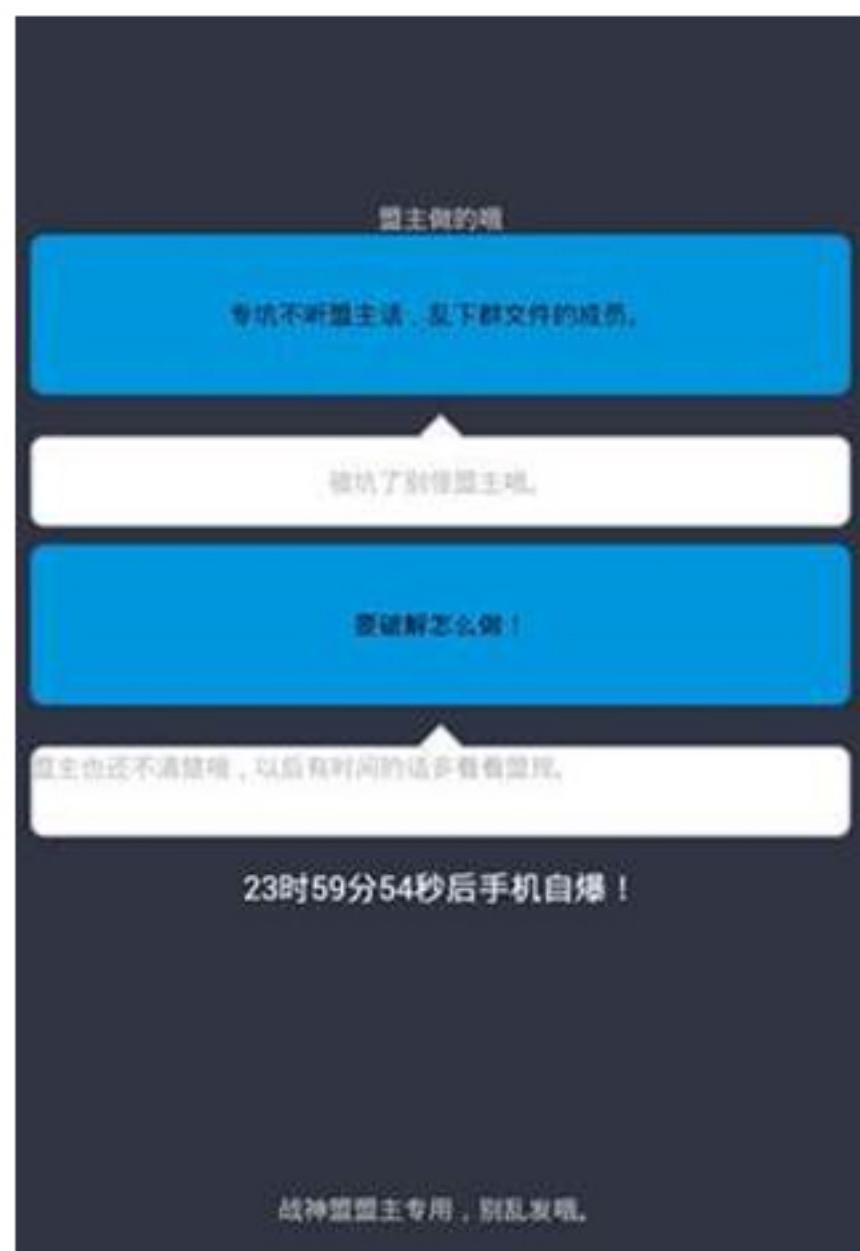 盟主做的哦
专坑不听盟主话，乱下群文件的成员。
被坑了别怪盟主哦。
要破解怎么做！
盟主也还不清楚哦，以后有时间的话多看看盟规。
23时59分54秒后手机自爆！
战神盟盟主专用，别乱发哦。